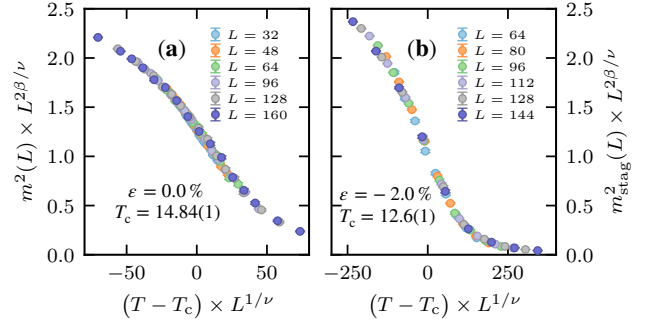 m²(L) × L^{2β/ν}
2.5
2.0
1.5
1.0
0.5
0.0
(a)
L = 32
L = 48
L = 64
L = 96
L = 128
L = 160
ε = 0.0 %
T_c = 14.84(1)
−50
0
50
(T − T_c) × L^{1/ν}
(b)
L = 64
L = 80
L = 96
L = 112
L = 128
L = 144
ε = − 2.0 %
T_c = 12.6(1)
−250
0
250
(T − T_c) × L^{1/ν}
2.5
2.0
1.5
1.0
0.5
0.0
m²_stag(L) × L^{2β/ν}